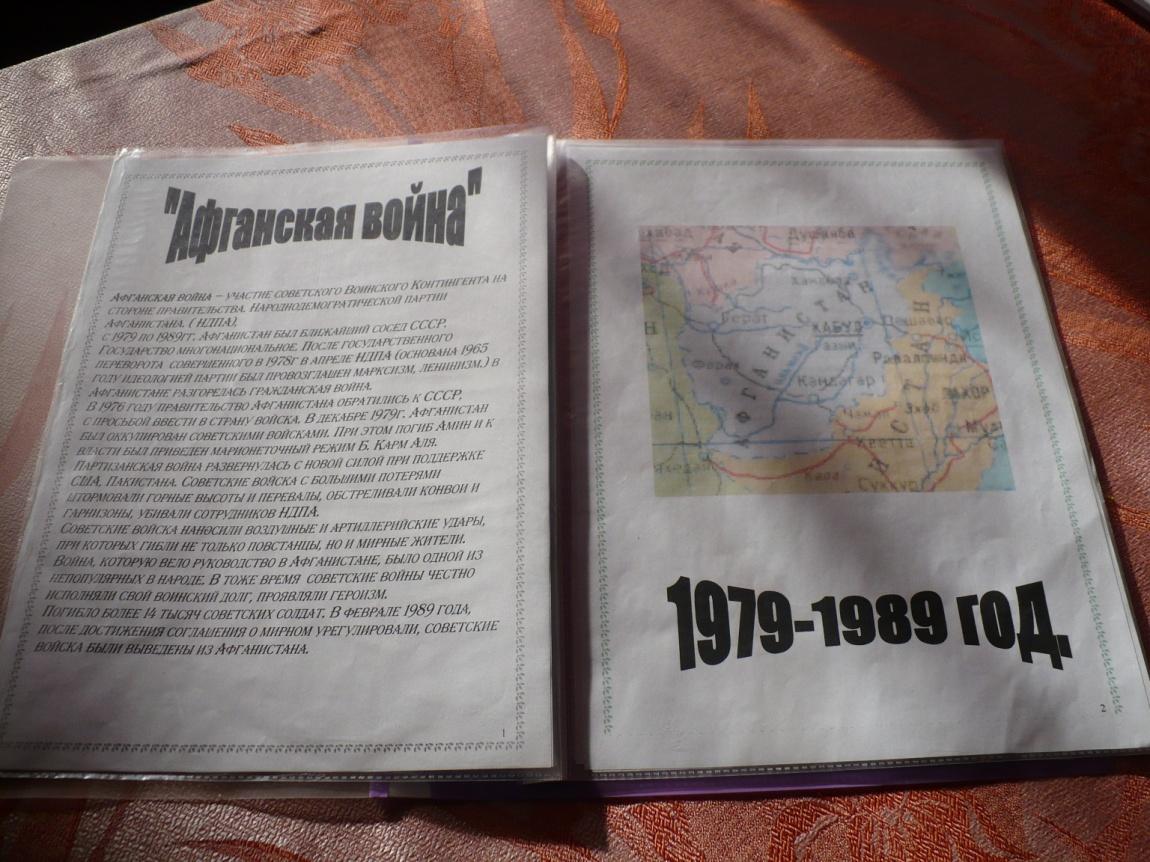 "Афганская война"
Афганская война – участие советского Воинского Контингента на
стороне правительства. Народнодемогратической партии
Афганистана. ( НДПА).
с 1979 по 1989гг. Афганистан был ближайший сосед СССР.
Государство многонациональное. После государственного
переворота совершенного в 1978г в апреле НДПА (основана 1965
году идеологией партии был провозглашен марксизм, ленинизм.) в
Афганистане разгорелась гражданская война.
В 1976 году правительство Афганистана обратились к СССР,
с просьбой ввести в страну войска. В декабре 1979г. Афганистан
был оккупирован советскими войсками. При этом погиб Амин и к
власти был приведен марионеточный режим Б. Карм Аля.
Партизанская война развернулась с новой силой при поддержке
США, Пакистана. Советские войска с большими потерями
штормовали горные высоты и перевалы, обстреливали конвои и
гарнизоны, убивали сотрудников НДПА.
Советские войска наносили воздушные и артиллерийские удары,
при которых гибли не только повстанцы, но и мирные жители.
Война, которую вело руководство в Афганистане, было одной из
непопулярных в народе. В тоже время советские войны честно
исполняли свой воинский долг, проявляли героизм.
Погибло более 14 тысяч советских солдат. В феврале 1989 года,
после достижения соглашения о мирном урегулировали, советские
войска были выведены из Афганистана.
1
Душанба
АФГАНИСТАН
Герат
КАБУЛ
Пешавар
Равалпинди
Фарах
Кандагар
ЛАХОР
Чаман
Кветта
Суккур
1979-1989 год.
2